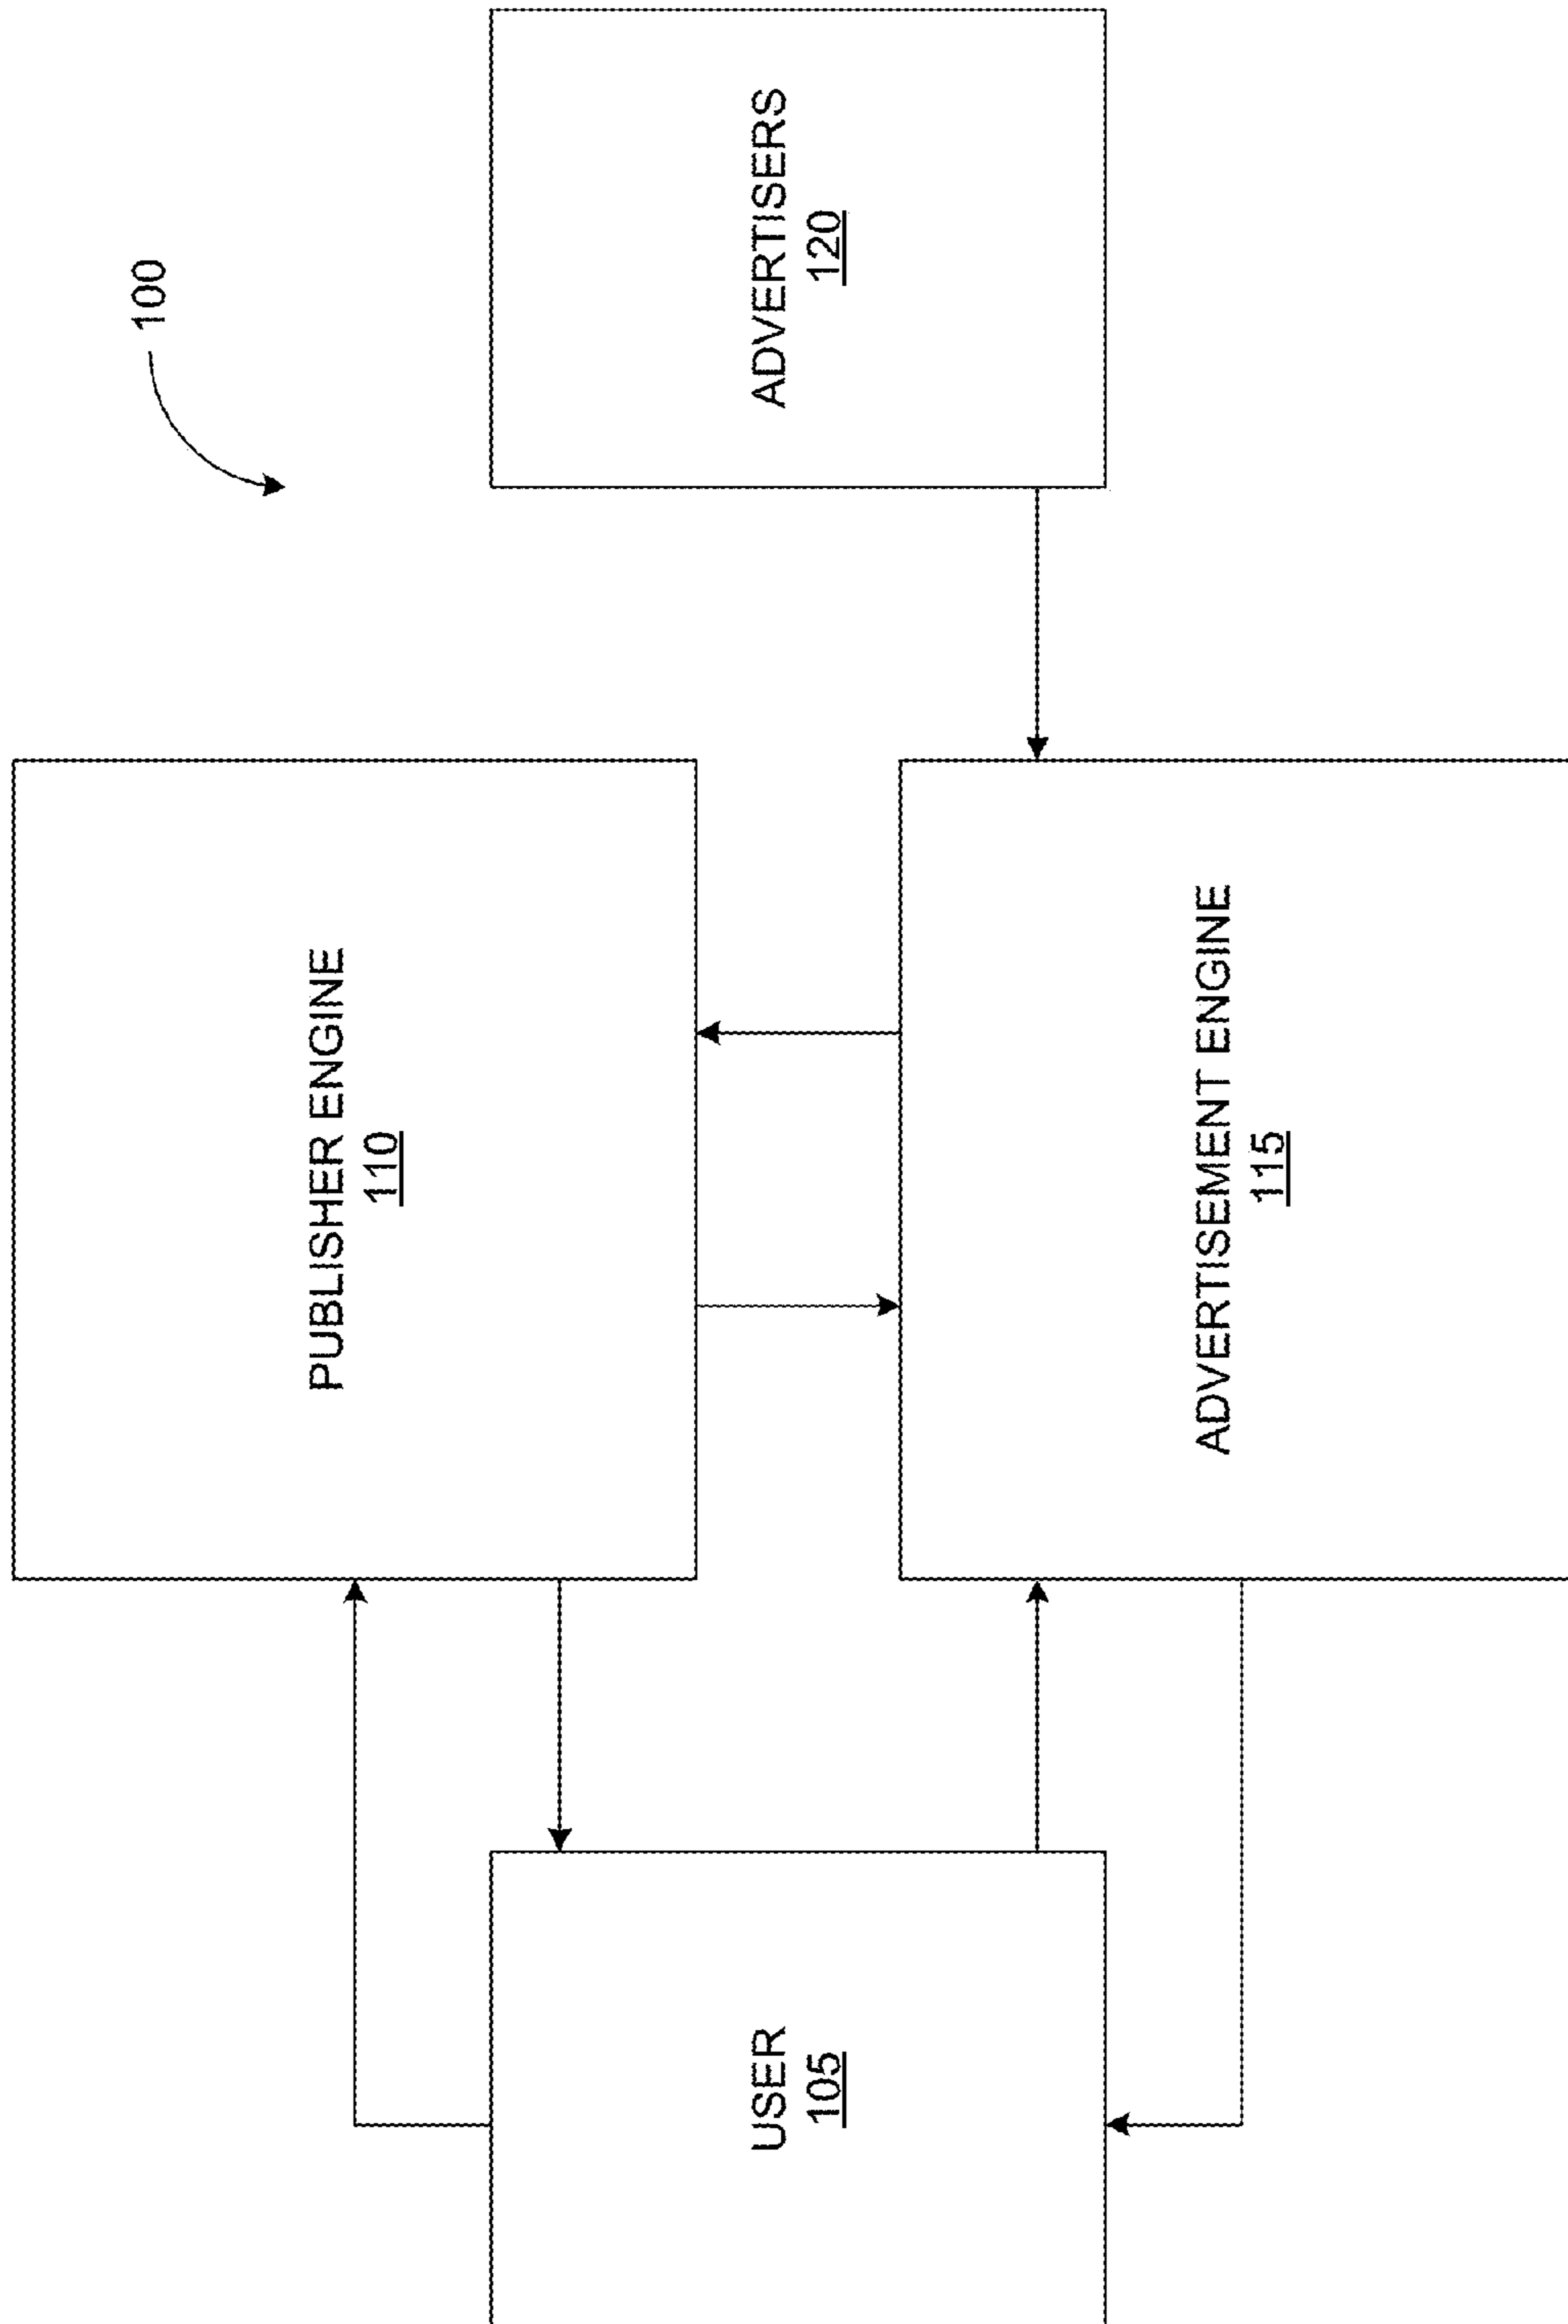 100
PUBLISHER ENGINE
110
USER
105
ADVERTISERS
120
ADVERTISEMENT ENGINE
115